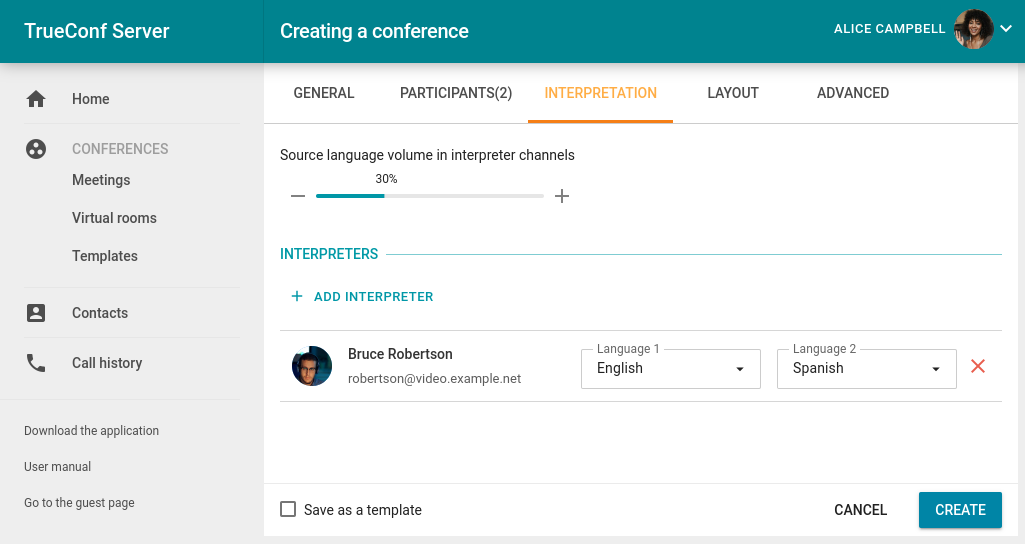 TrueConf Server
Creating a conference
ALICE CAMPBELL
Home
CONFERENCES
Meetings
Virtual rooms
Templates
Contacts
Call history
Download the application
User manual
Go to the guest page
GENERAL PARTICIPANTS(2) INTERPRETATION LAYOUT ADVANCED
Source language volume in interpreter channels
30%
INTERPRETERS
+ ADD INTERPRETER
Bruce Robertson
robertson@video.example.net
Language 1
English
Language 2
Spanish
Save as a template
CANCEL
CREATE